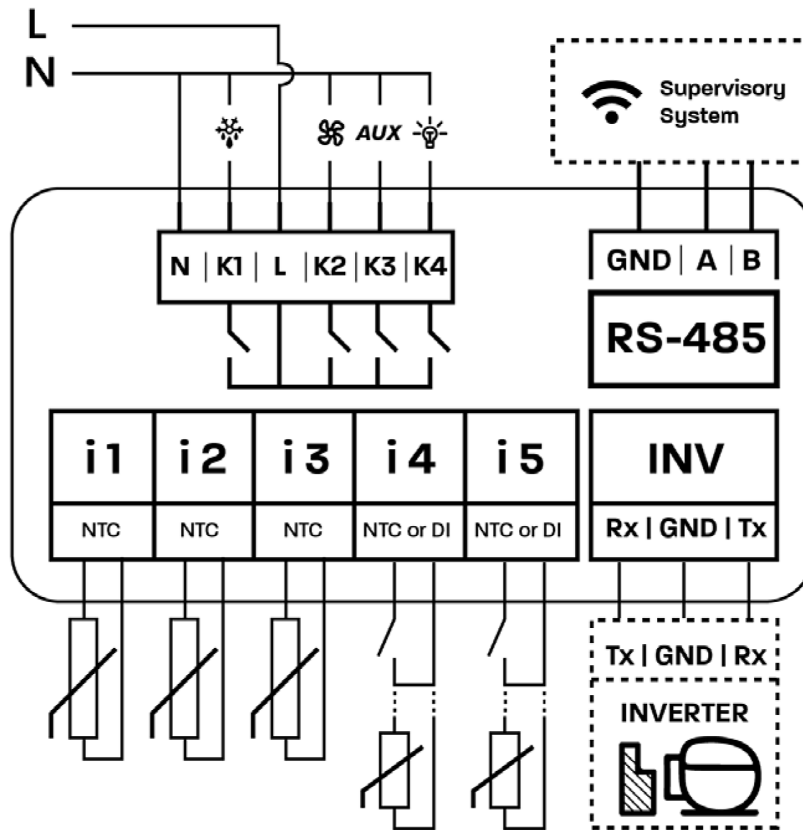 L
N
AUX
Supervisory
System
N | K1 | L | K2 | K3 | K4
GND | A | B
RS-485
i1 i2 i3 i4 i5
INV
NTC NTC NTC NTC or DI NTC or DI
Rx | GND | Tx
Tx | GND | Rx
INVERTER